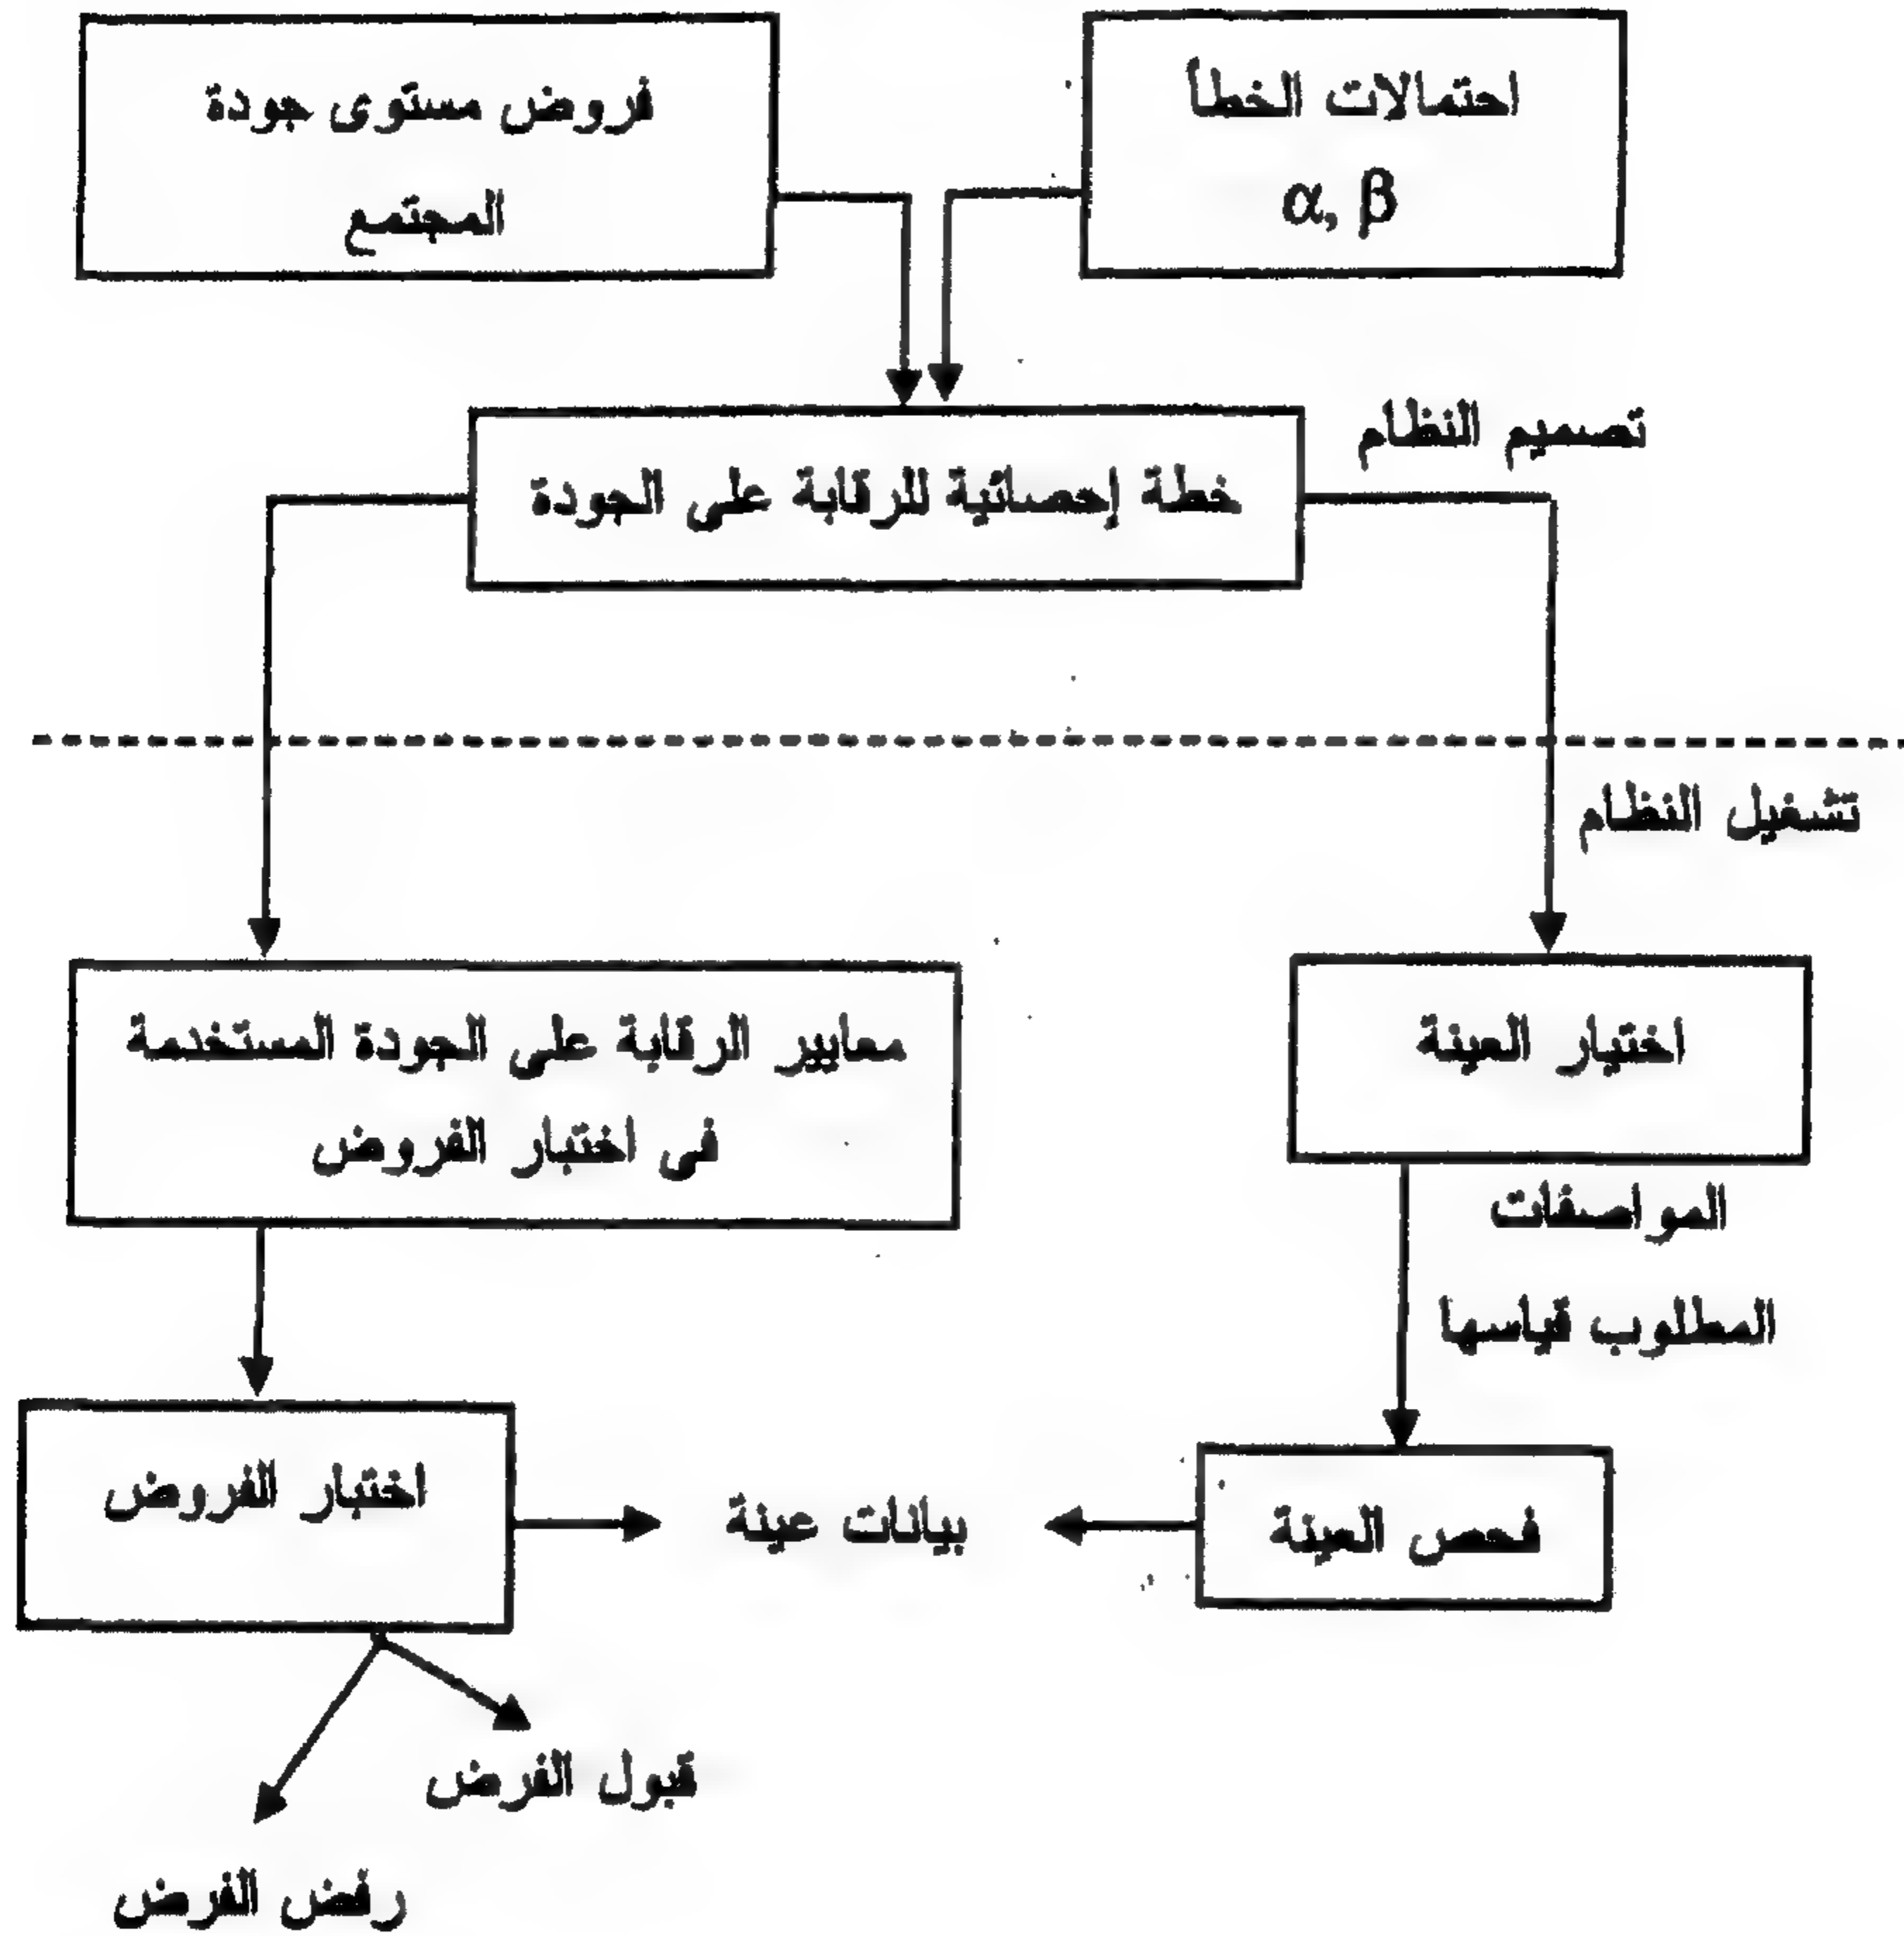 احتمالات الخطأ
α, β
فروض مستوى جودة
المجتمع
تصميم النظام
خطة إحصائية للرقابة على الجودة
تشغيل النظام
اختيار العينة
معايير الرقابة على الجودة المستخدمة
فى اختبار الفروض
المواصفات
المطلوب قياسها
فحص العينة
بيانات عينة
اختبار الفروض
قبول الفرض
رفض الفرض